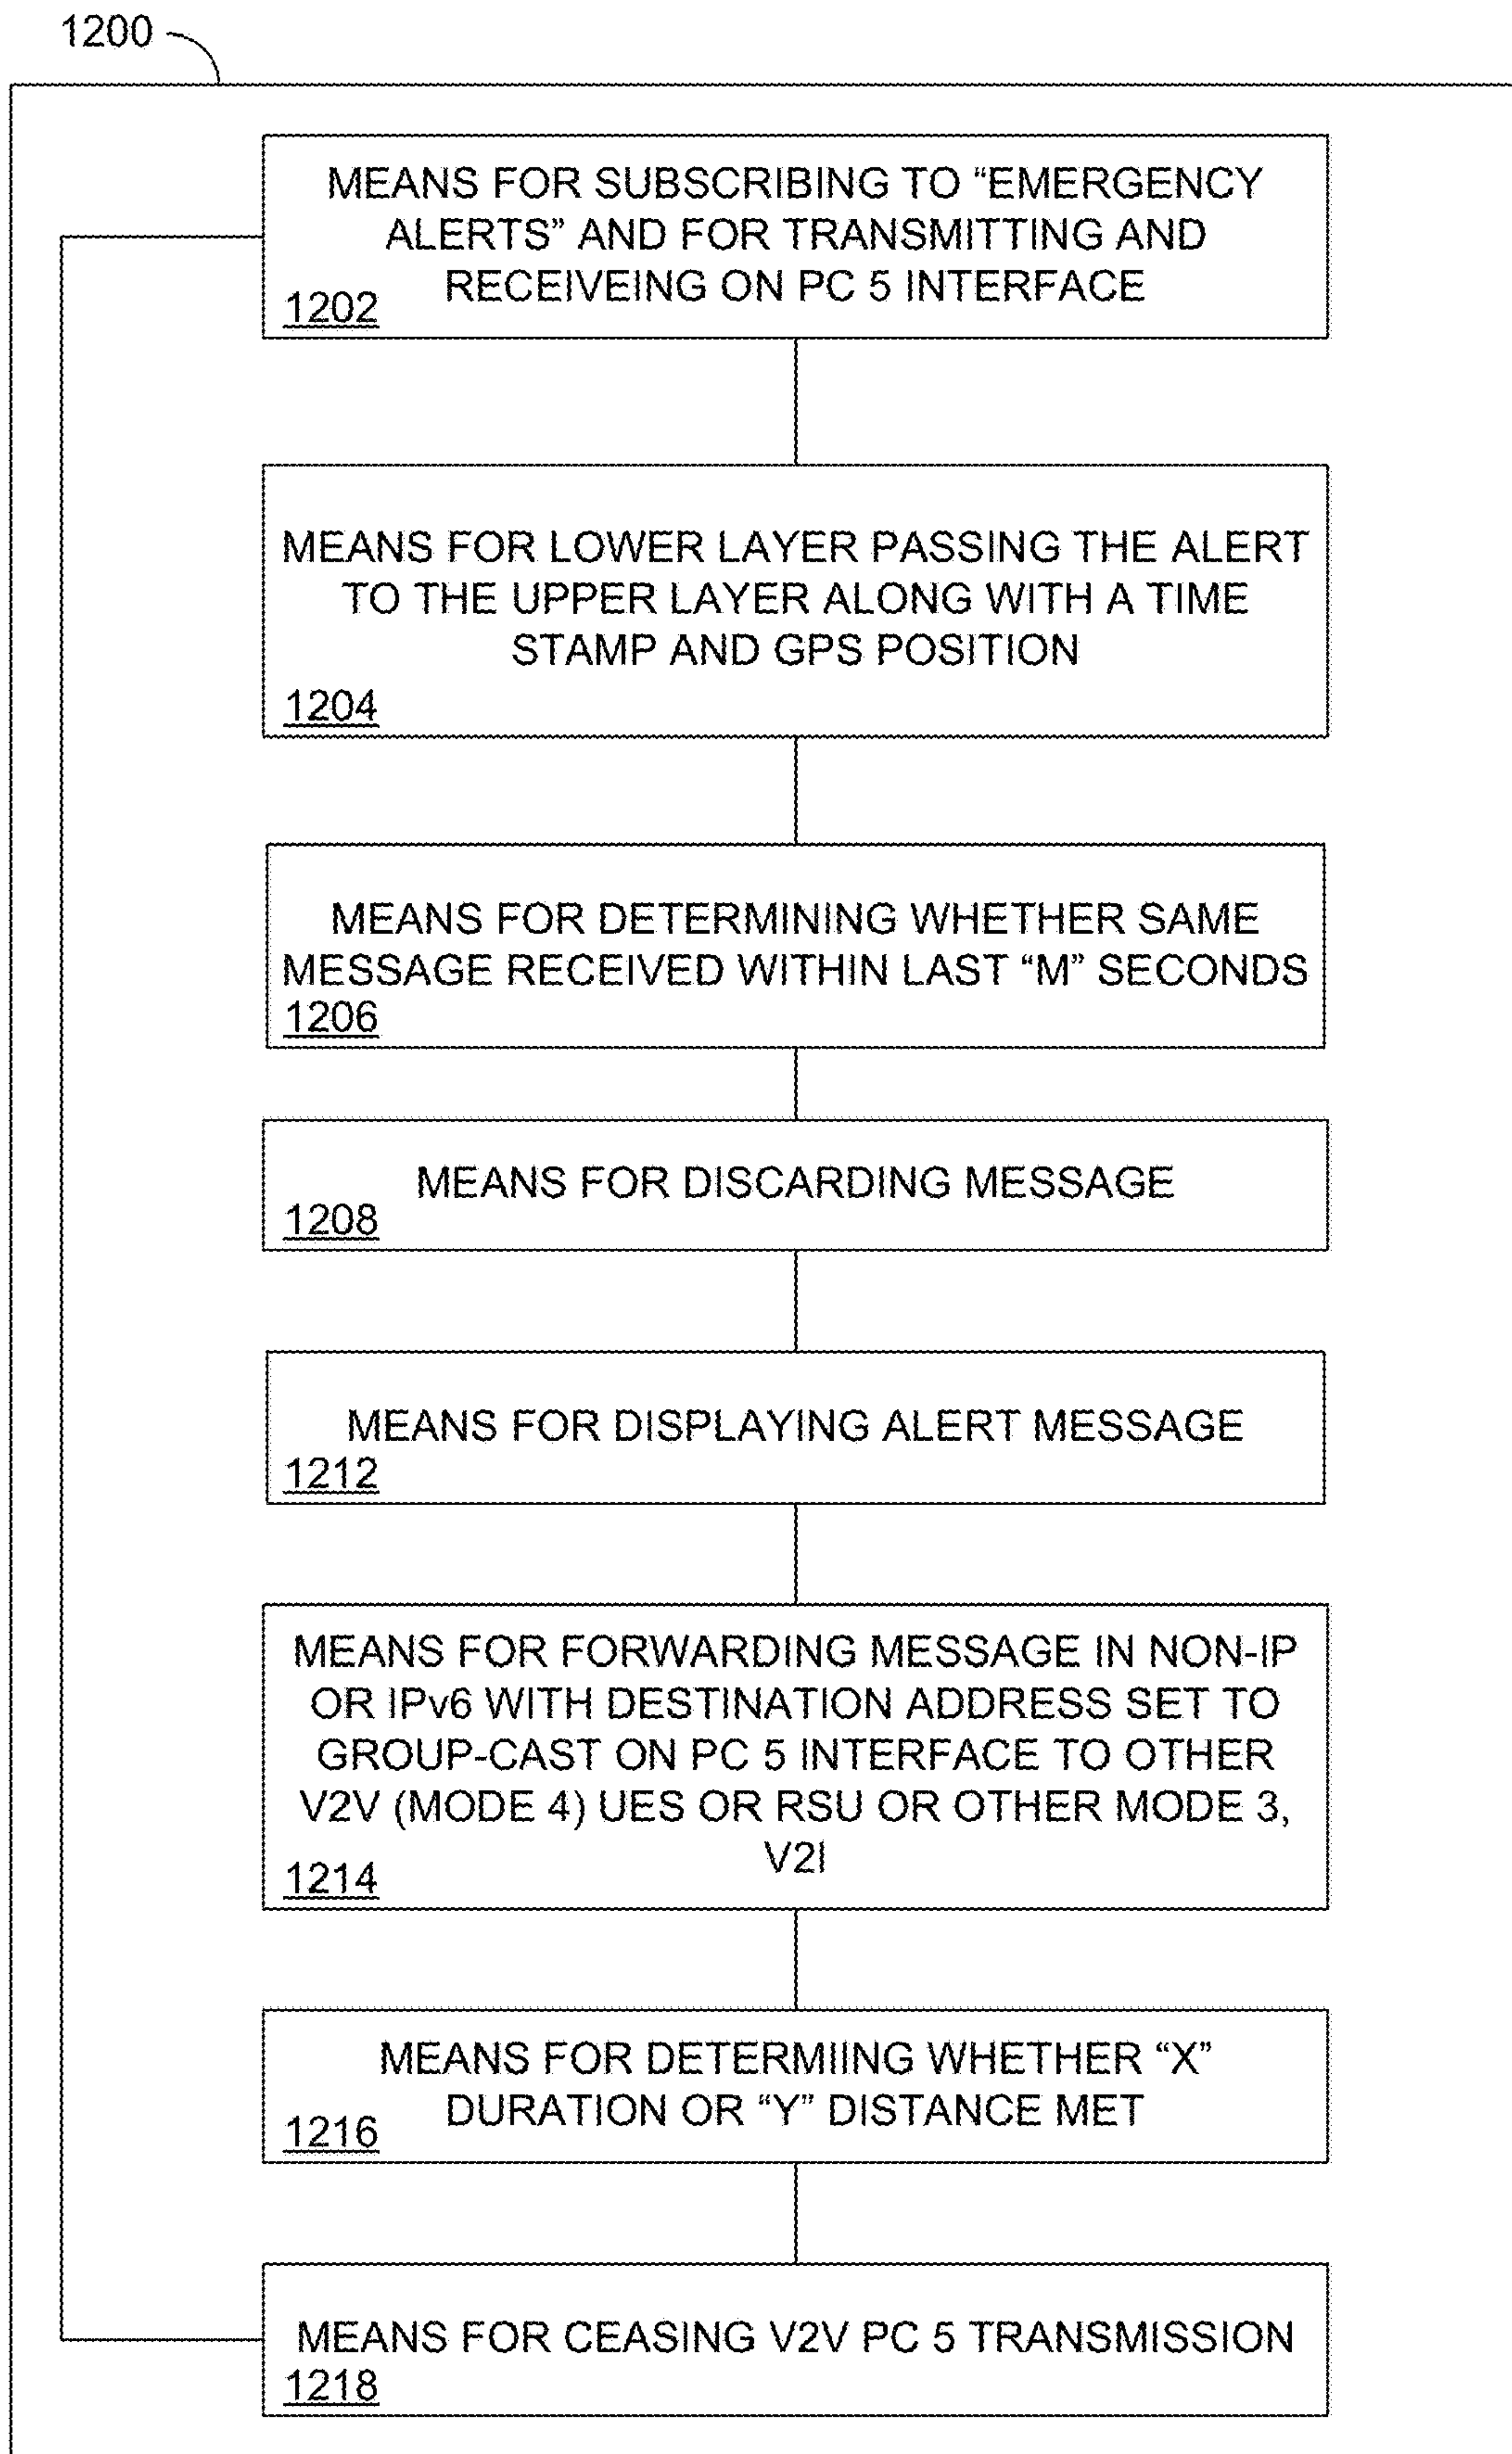 1200
MEANS FOR SUBSCRIBING TO “EMERGENCY
ALERTS” AND FOR TRANSMITTING AND
RECEIVEING ON PC 5 INTERFACE
1202
MEANS FOR LOWER LAYER PASSING THE ALERT
TO THE UPPER LAYER ALONG WITH A TIME
STAMP AND GPS POSITION
1204
MEANS FOR DETERMINING WHETHER SAME
MESSAGE RECEIVED WITHIN LAST “M” SECONDS
1206
MEANS FOR DISCARDING MESSAGE
1208
MEANS FOR DISPLAYING ALERT MESSAGE
1212
MEANS FOR FORWARDING MESSAGE IN NON-IP
OR IPv6 WITH DESTINATION ADDRESS SET TO
GROUP-CAST ON PC 5 INTERFACE TO OTHER
V2V (MODE 4) UES OR RSU OR OTHER MODE 3,
V2I
1214
MEANS FOR DETERMIING WHETHER “X”
DURATION OR “Y” DISTANCE MET
1216
MEANS FOR CEASING V2V PC 5 TRANSMISSION
1218